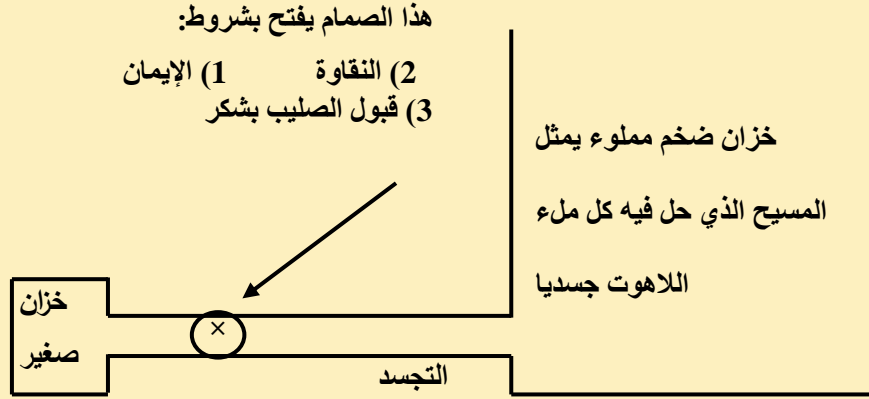 هذا الصمام يفتح بشروط:
2) النقاوة 1) الإيمان
3) قبول الصليب بشكر
خزان ضخم مملوء يمثل
المسيح الذي حل فيه كل ملء
اللاهوت جسديا
خزان
صغير
×
التجسد